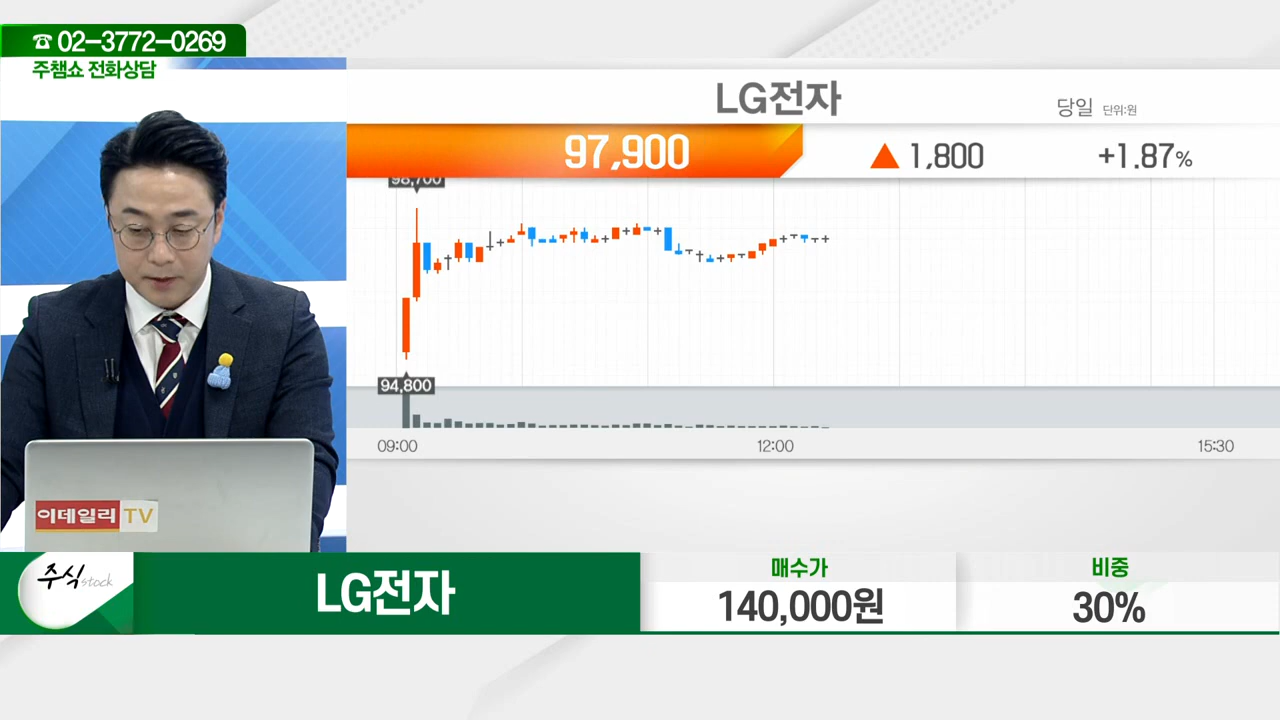 ☎ 02-3772-0269
주챔쇼 전화상담
LG전자
당일 단위:원
97,900
▲ 1,800
+1.87%
98,700
94,800
09:00
12:00
15:30
이데일리 TV
주식 stock
LG전자
매수가
140,000원
비중
30%